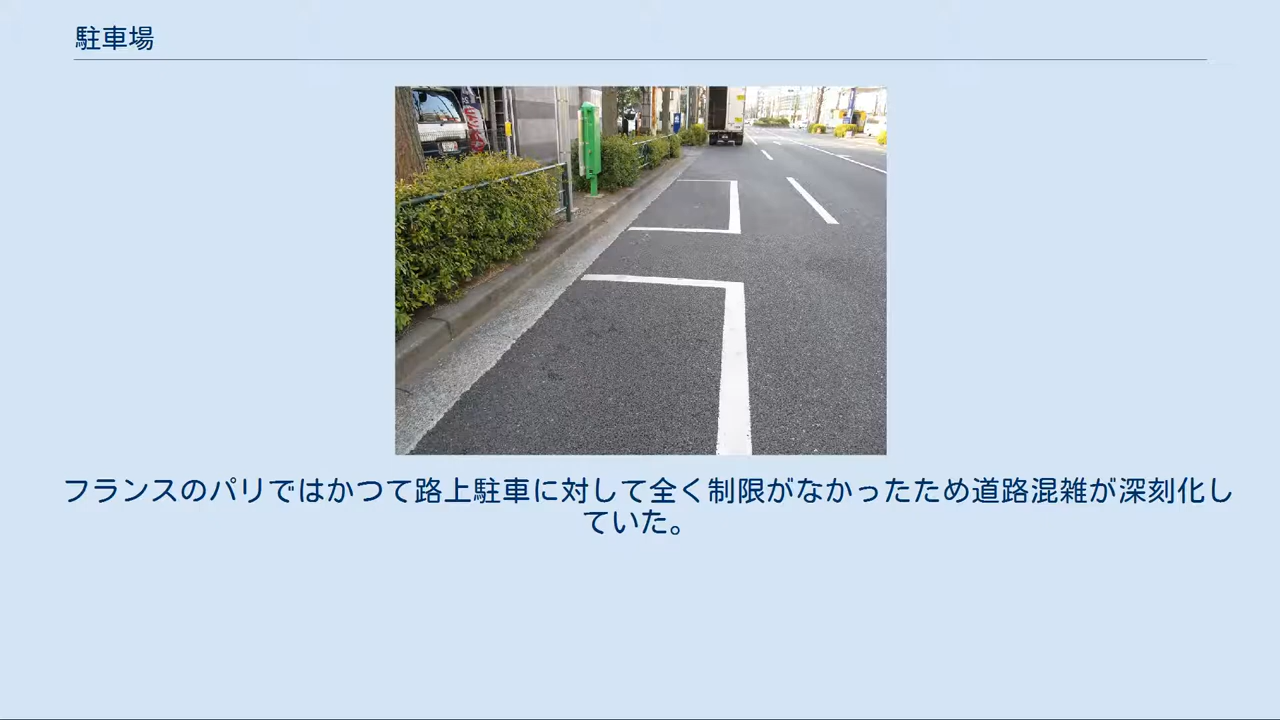 駐車場
フランスのパリではかつて路上駐車に対して全く制限がなかったため道路混雑が深刻化し
ていた。